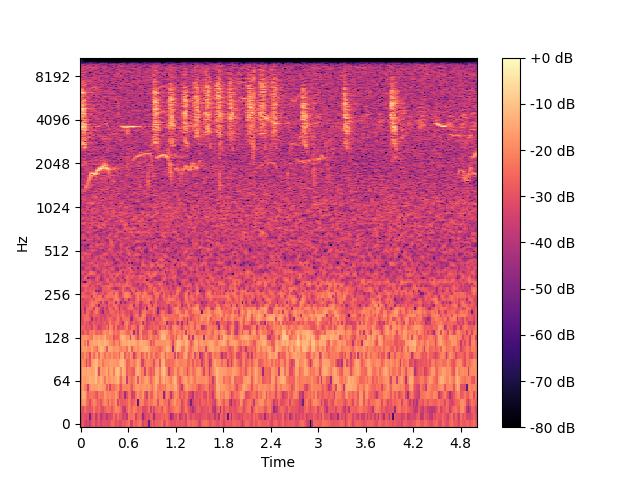 8192
4096
2048
1024
512
256
128
64
0
Hz
0 0.6 1.2 1.8 2.4 3 3.6 4.2 4.8
Time
+0 dB
-10 dB
-20 dB
-30 dB
-40 dB
-50 dB
-60 dB
-70 dB
-80 dB